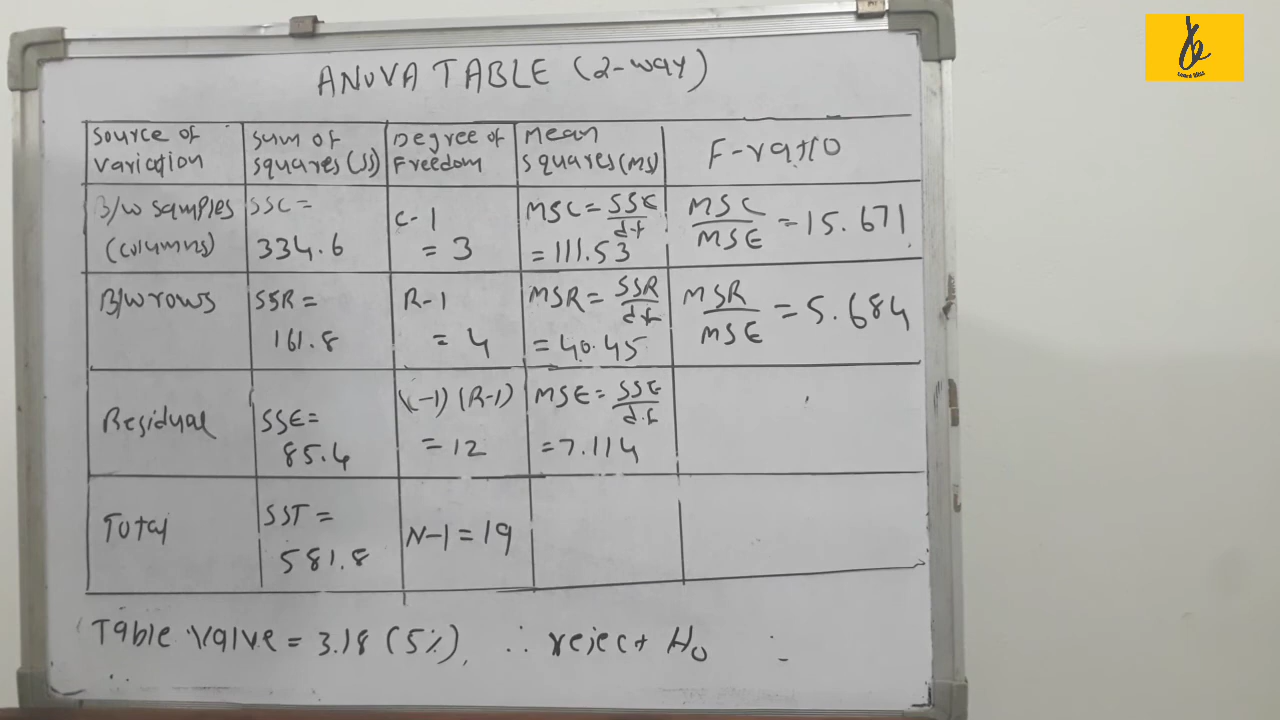 ANOVA TABLE (2-way)
Source of variation
Sum of squares (SS)
Degree of Freedom
Mean squares (MS)
F-ratio
B/w samples (columns)
SSC = 334.6
C-1 = 3
MSC = SSC/d.f = 111.53
MSC/MSE = 15.671
B/w rows
SSR = 161.8
R-1 = 4
MSR = SSR/d.f = 40.45
MSR/MSE = 5.684
Residual
SSE = 85.4
(C-1) (R-1) = 12
MSE = SSE/d.f = 7.114
Total
SST = 581.8
N-1 = 19
Table value = 3.18 (5%), ∴ reject H₀